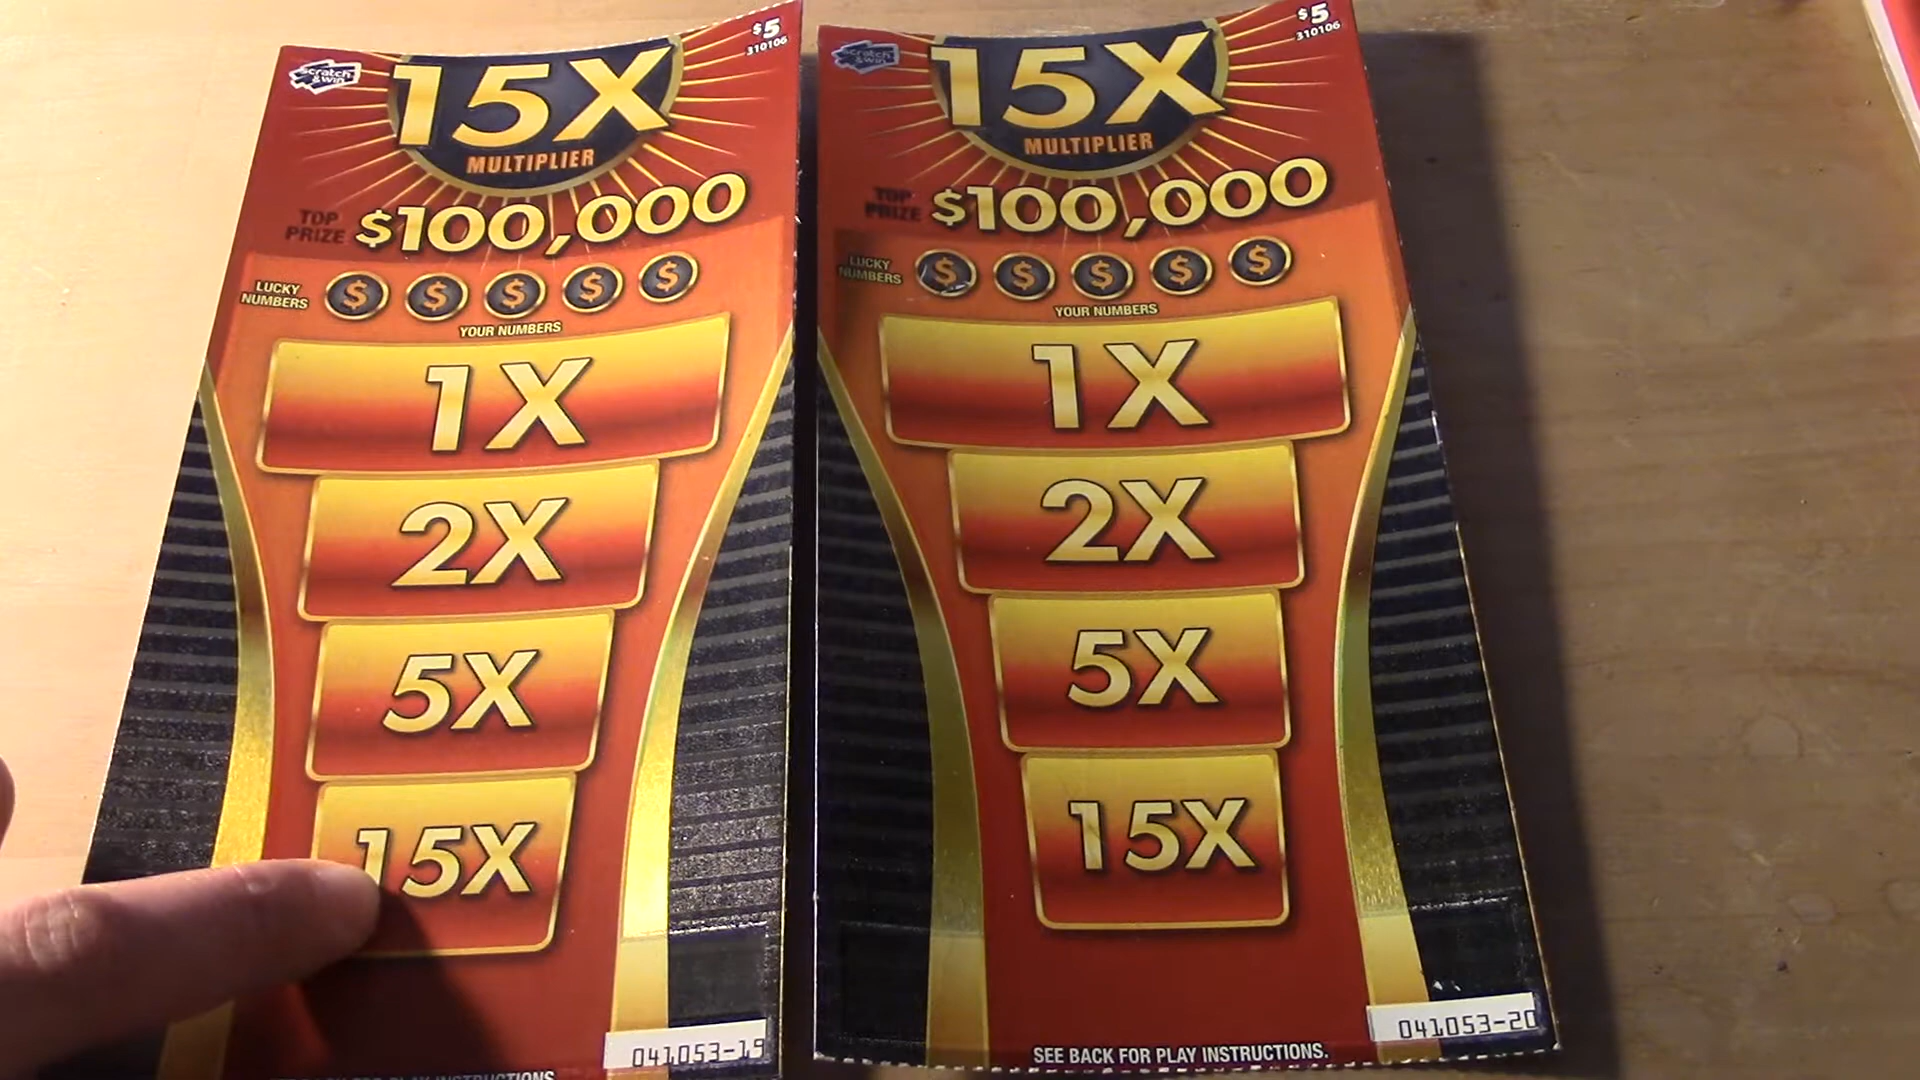 $5
310106
Scratch
& Win
15X
MULTIPLIER
TOP
PRIZE
$100,000
LUCKY
NUMBERS
$ $ $ $ $
YOUR NUMBERS
1X
2X
5X
15X
041053-19
$5
310106
Scratch
& Win
15X
MULTIPLIER
TOP
PRIZE
$100,000
LUCKY
NUMBERS
$ $ $ $ $
YOUR NUMBERS
1X
2X
5X
15X
041053-20
SEE BACK FOR PLAY INSTRUCTIONS.